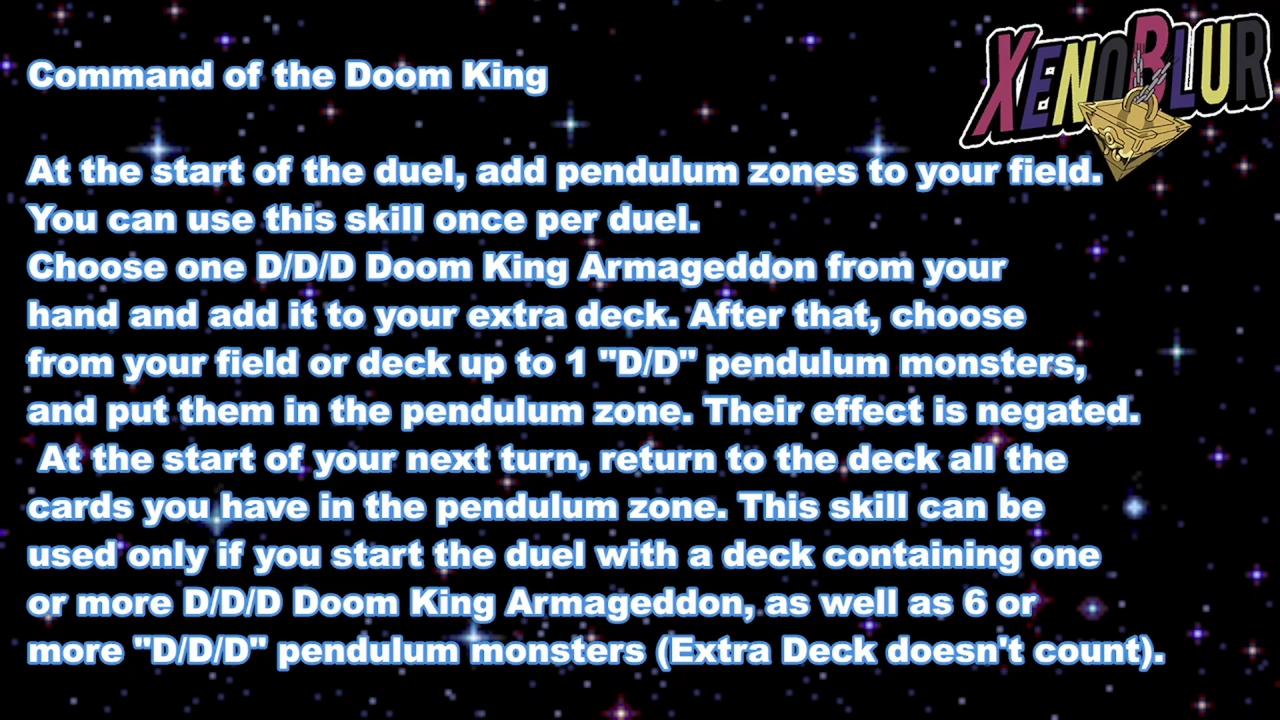 XENOBLUR
Command of the Doom King
At the start of the duel, add pendulum zones to your field.
You can use this skill once per duel.
Choose one D/D/D Doom King Armageddon from your
hand and add it to your extra deck. After that, choose
from your field or deck up to 1 "D/D" pendulum monsters,
and put them in the pendulum zone. Their effect is negated.
At the start of your next turn, return to the deck all the
cards you have in the pendulum zone. This skill can be
used only if you start the duel with a deck containing one
or more D/D/D Doom King Armageddon, as well as 6 or
more "D/D/D" pendulum monsters (Extra Deck doesn't count).